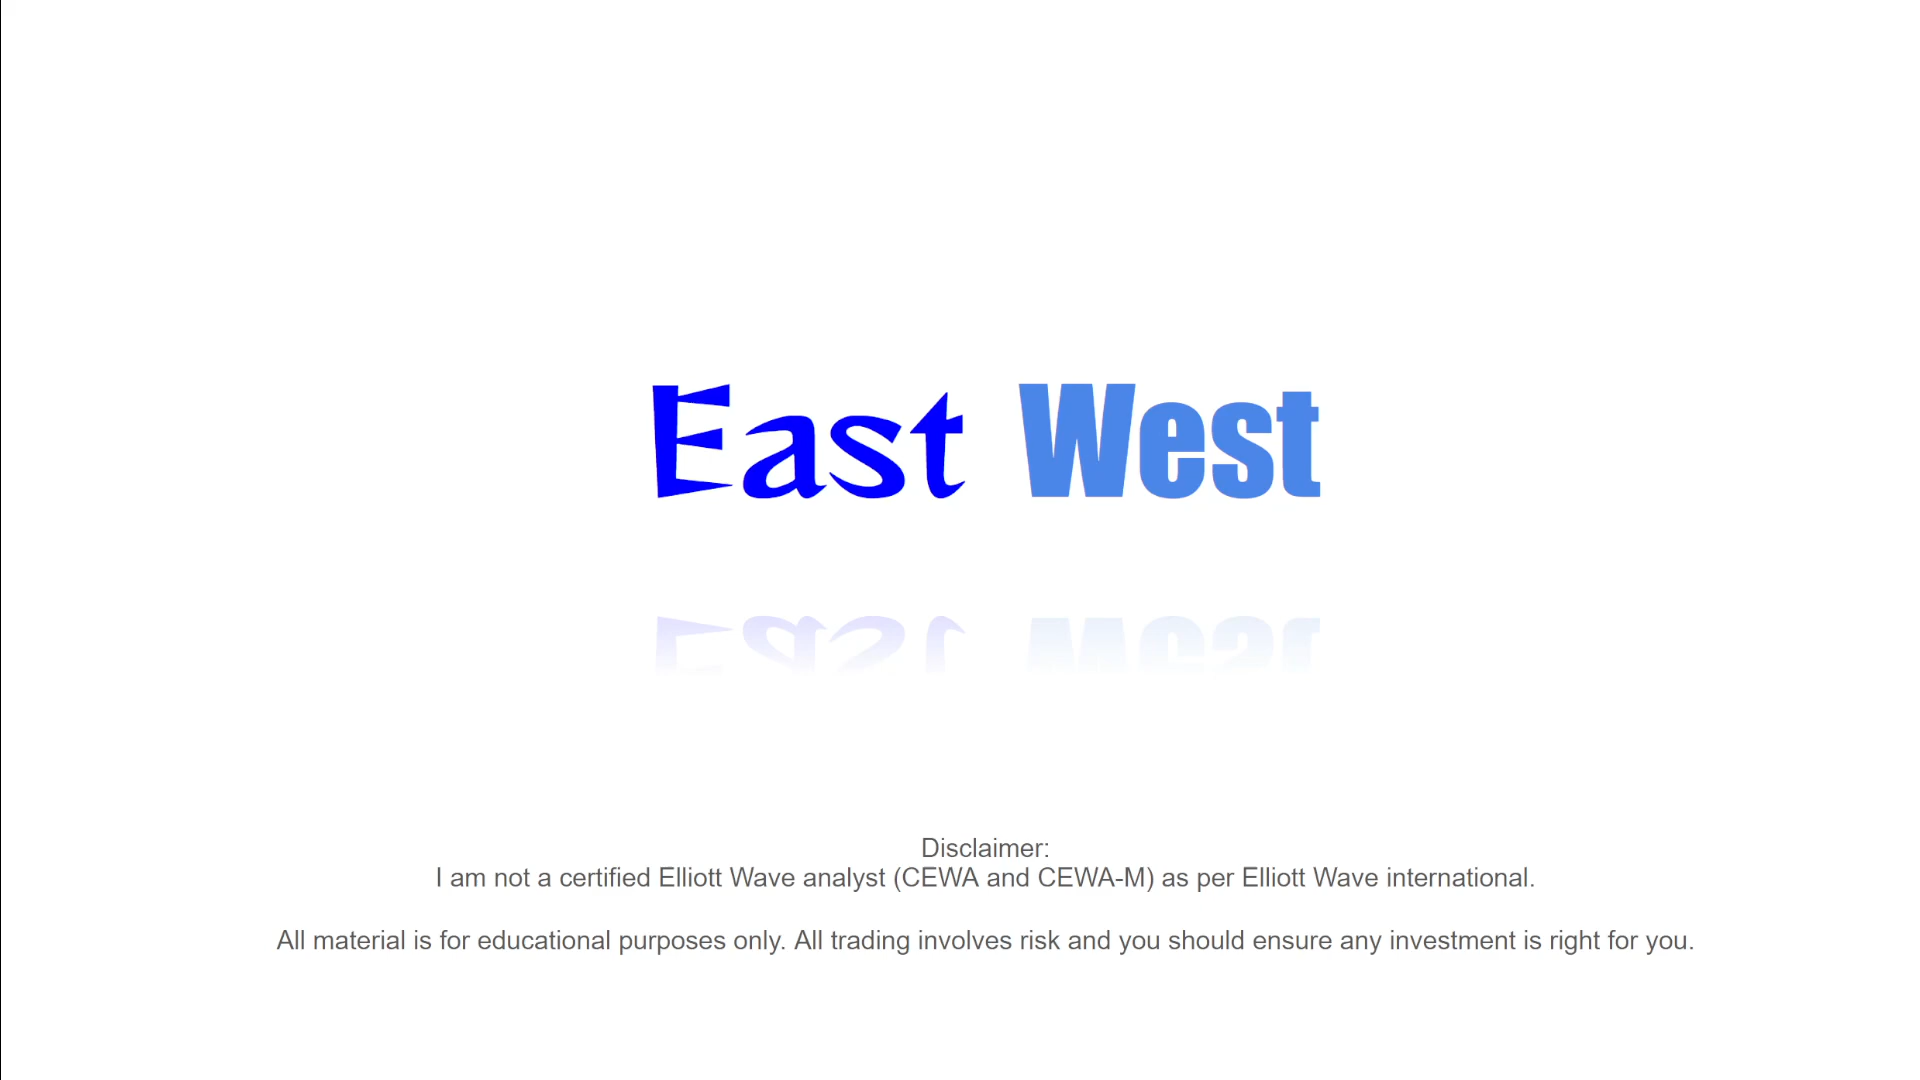 East West
Disclaimer:
I am not a certified Elliott Wave analyst (CEWA and CEWA-M) as per Elliott Wave international.
All material is for educational purposes only. All trading involves risk and you should ensure any investment is right for you.